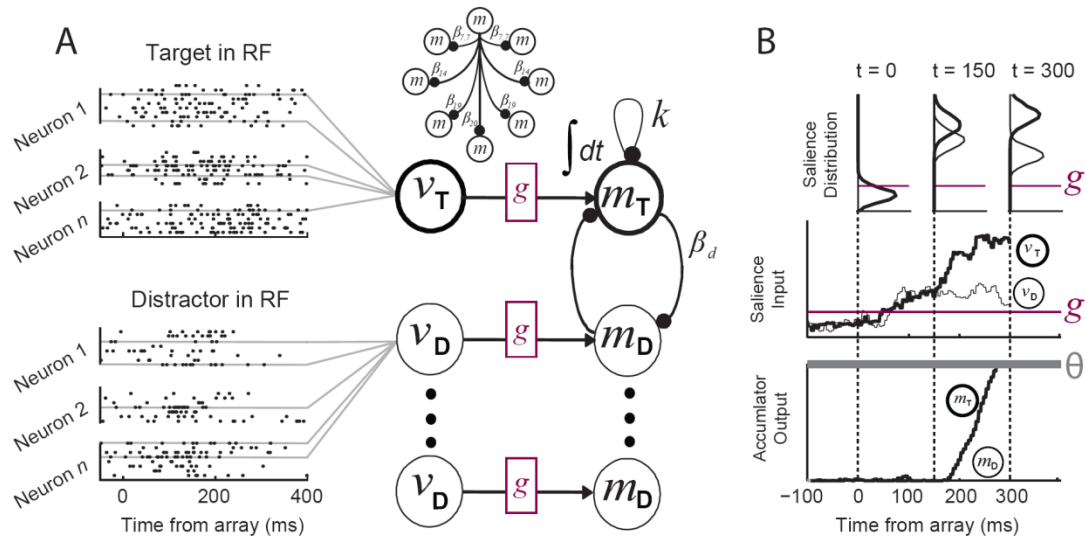 A
Target in RF
Neuron 1
Neuron 2
Neuron n
Distractor in RF
Neuron 1
Neuron 2
Neuron n
0 200 400
Time from array (ms)
m
m m
β7.7 β7.7
m m
β14 β14
m m
β19 β19
β20
m
∫dt
k
vT g mT
βd
vD g mD
vD g mD
B
t = 0 t = 150 t = 300
Salience
Distribution
g
Salience
Input
vT
vD
g
θ
Accumlator
Output
mT
mD
−100 0 100 200 300
Time from array (ms)